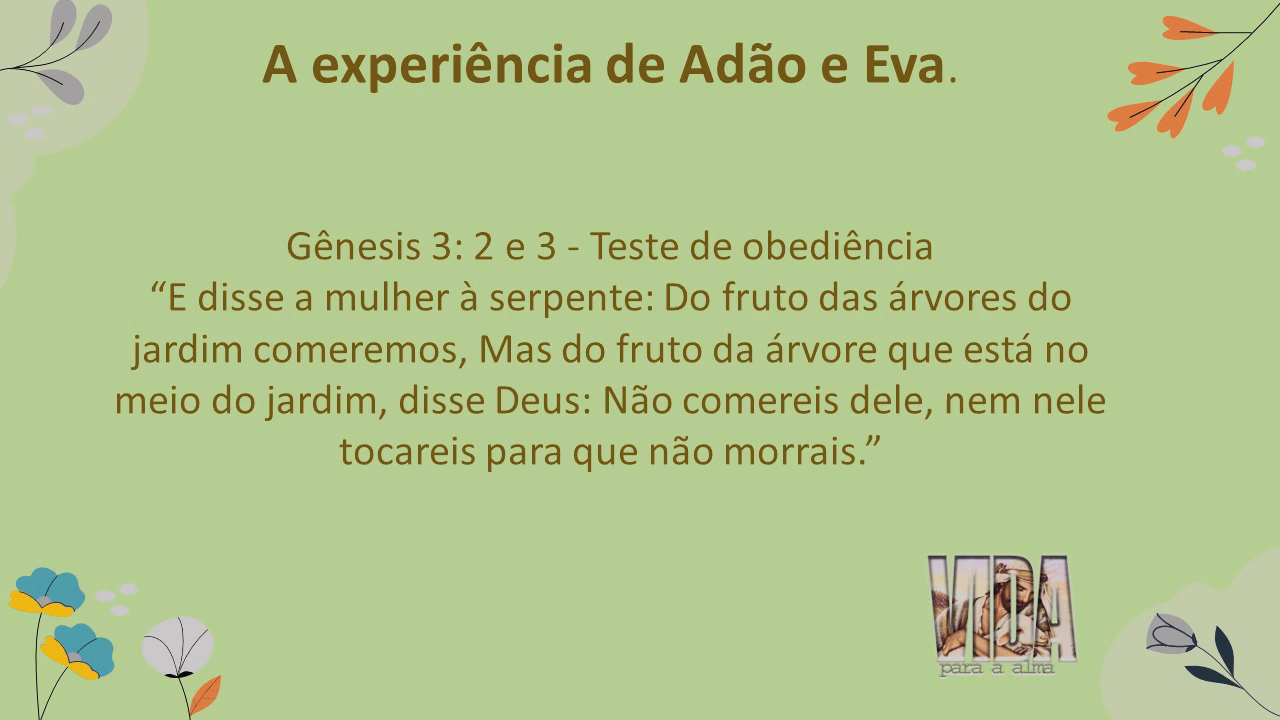 A experiência de Adão e Eva.
Gênesis 3: 2 e 3 - Teste de obediência
“E disse a mulher à serpente: Do fruto das árvores do
jardim comeremos, Mas do fruto da árvore que está no
meio do jardim, disse Deus: Não comereis dele, nem nele
tocareis para que não morrais.”
VIDA
para a alma